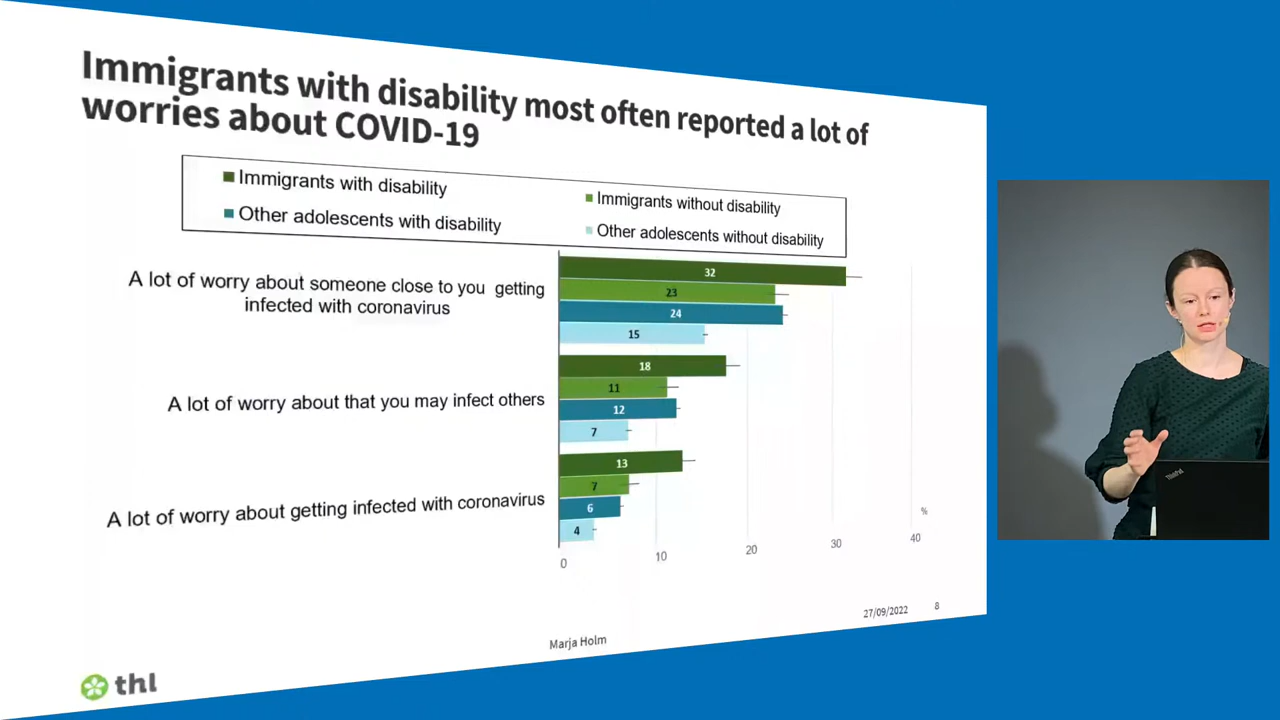 Immigrants with disability most often reported a lot of
worries about COVID-19
Immigrants with disability
Immigrants without disability
Other adolescents with disability
Other adolescents without disability
A lot of worry about someone close to you getting
infected with coronavirus
32
23
24
15
A lot of worry about that you may infect others
18
11
12
7
A lot of worry about getting infected with coronavirus
13
7
6
4
%
0
10
20
30
40
27/09/2022
8
Marja Holm
thl
ThinkPad